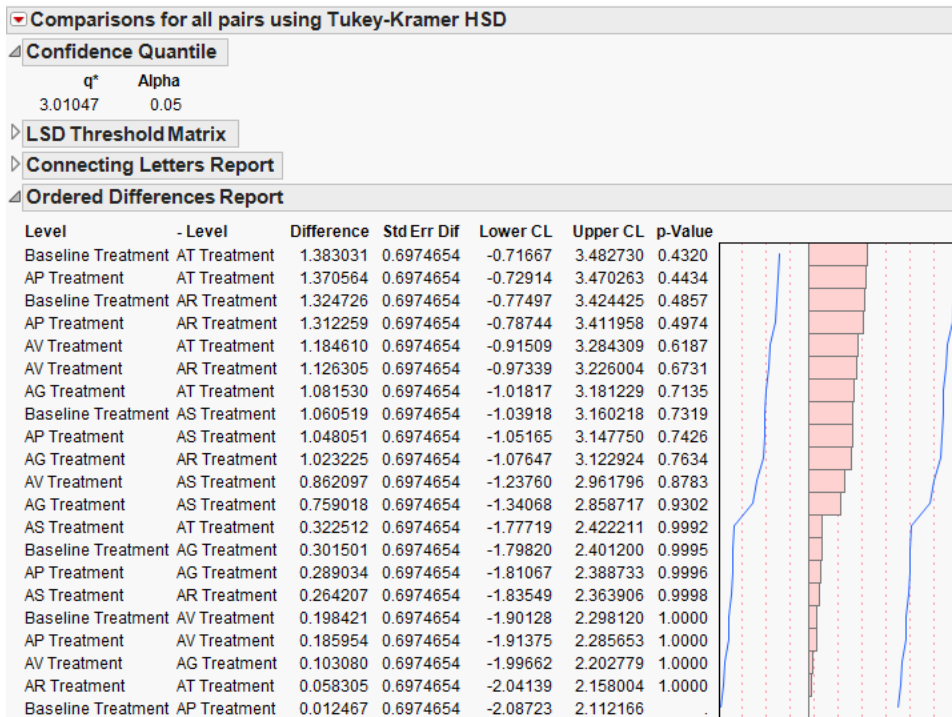 Comparisons for all pairs using Tukey-Kramer HSD
Confidence Quantile
q* Alpha
3.01047 0.05
LSD Threshold Matrix
Connecting Letters Report
Ordered Differences Report
Level - Level Difference Std Err Dif Lower CL Upper CL p-Value
Baseline Treatment AT Treatment 1.383031 0.6974654 -0.71667 3.482730 0.4320
AP Treatment AT Treatment 1.370564 0.6974654 -0.72914 3.470263 0.4434
Baseline Treatment AR Treatment 1.324726 0.6974654 -0.77497 3.424425 0.4857
AP Treatment AR Treatment 1.312259 0.6974654 -0.78744 3.411958 0.4974
AV Treatment AT Treatment 1.184610 0.6974654 -0.91509 3.284309 0.6187
AV Treatment AR Treatment 1.126305 0.6974654 -0.97339 3.226004 0.6731
AG Treatment AT Treatment 1.081530 0.6974654 -1.01817 3.181229 0.7135
Baseline Treatment AS Treatment 1.060519 0.6974654 -1.03918 3.160218 0.7319
AP Treatment AS Treatment 1.048051 0.6974654 -1.05165 3.147750 0.7426
AG Treatment AR Treatment 1.023225 0.6974654 -1.07647 3.122924 0.7634
AV Treatment AS Treatment 0.862097 0.6974654 -1.23760 2.961796 0.8783
AG Treatment AS Treatment 0.759018 0.6974654 -1.34068 2.858717 0.9302
AS Treatment AT Treatment 0.322512 0.6974654 -1.77719 2.422211 0.9992
Baseline Treatment AG Treatment 0.301501 0.6974654 -1.79820 2.401200 0.9995
AP Treatment AG Treatment 0.289034 0.6974654 -1.81067 2.388733 0.9996
AS Treatment AR Treatment 0.264207 0.6974654 -1.83549 2.363906 0.9998
Baseline Treatment AV Treatment 0.198421 0.6974654 -1.90128 2.298120 1.0000
AP Treatment AV Treatment 0.185954 0.6974654 -1.91375 2.285653 1.0000
AV Treatment AG Treatment 0.103080 0.6974654 -1.99662 2.202779 1.0000
AR Treatment AT Treatment 0.058305 0.6974654 -2.04139 2.158004 1.0000
Baseline Treatment AP Treatment 0.012467 0.6974654 -2.08723 2.112166 .